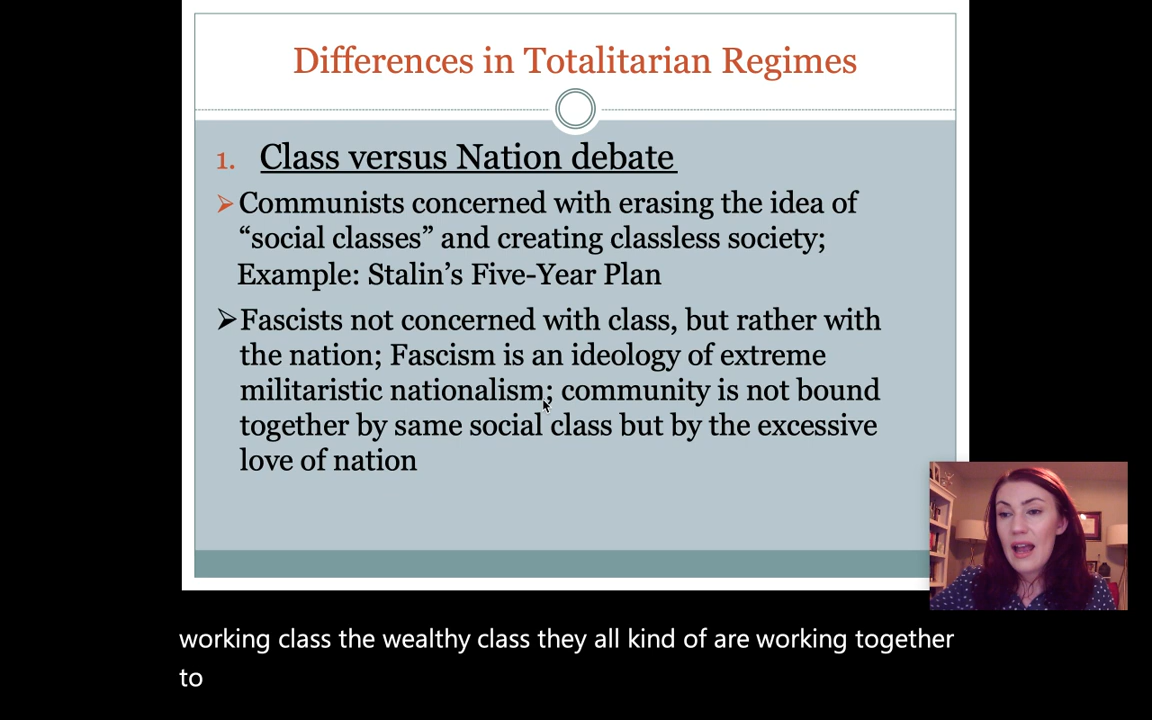 Differences in Totalitarian Regimes
1. Class versus Nation debate
Communists concerned with erasing the idea of
“social classes” and creating classless society;
Example: Stalin’s Five-Year Plan
Fascists not concerned with class, but rather with
the nation; Fascism is an ideology of extreme
militaristic nationalism; community is not bound
together by same social class but by the excessive
love of nation
working class the wealthy class they all kind of are working together
to